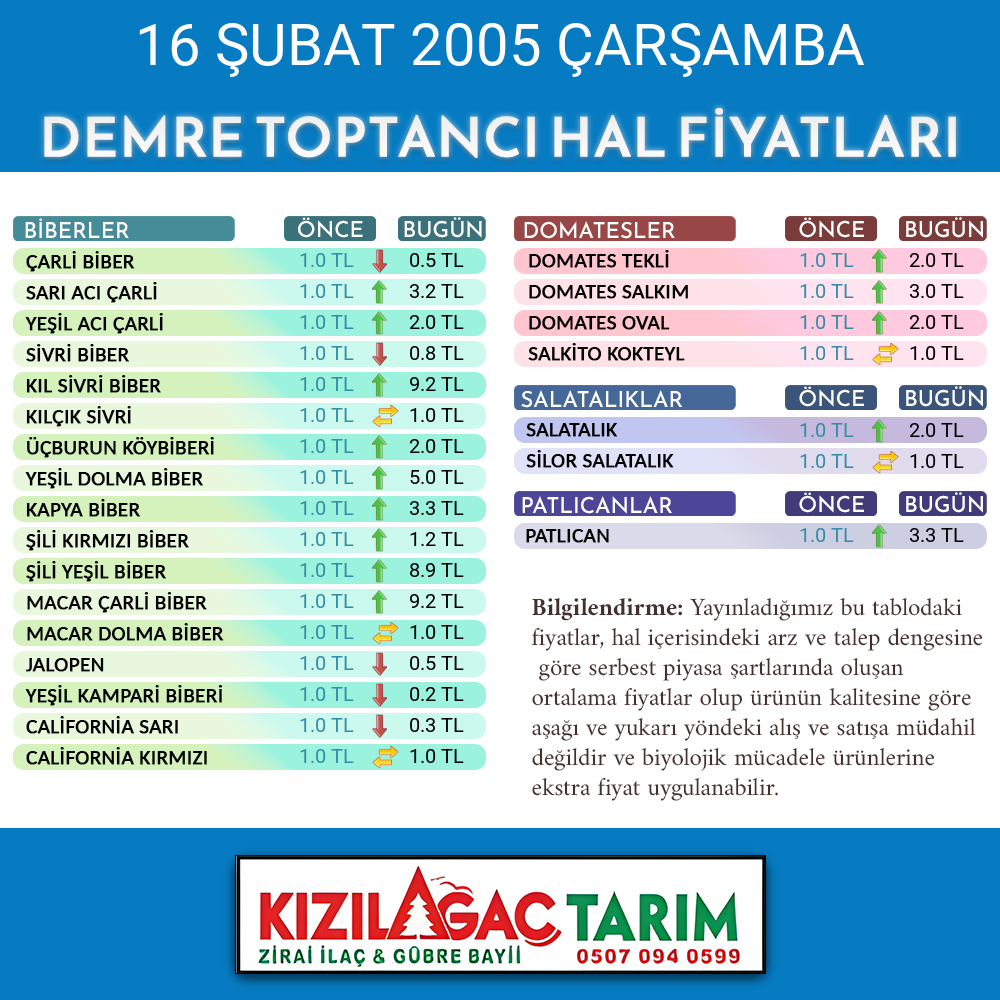 16 ŞUBAT 2005 ÇARŞAMBA
DEMRE TOPTANCI HAL FİYATLARI
BİBERLER ÖNCE BUGÜN
ÇARLİ BİBER 1.0 TL 0.5 TL
SARI ACI ÇARLİ 1.0 TL 3.2 TL
YEŞİL ACI ÇARLİ 1.0 TL 2.0 TL
SİVRİ BİBER 1.0 TL 0.8 TL
KIL SİVRİ BİBER 1.0 TL 9.2 TL
KILÇIK SİVRİ 1.0 TL 1.0 TL
ÜÇBURUN KÖYBİBERİ 1.0 TL 2.0 TL
YEŞİL DOLMA BİBER 1.0 TL 5.0 TL
KAPYA BİBER 1.0 TL 3.3 TL
ŞİLİ KIRMIZI BİBER 1.0 TL 1.2 TL
ŞİLİ YEŞİL BİBER 1.0 TL 8.9 TL
MACAR ÇARLİ BİBER 1.0 TL 9.2 TL
MACAR DOLMA BİBER 1.0 TL 1.0 TL
JALOPEN 1.0 TL 0.5 TL
YEŞİL KAMPARİ BİBERİ 1.0 TL 0.2 TL
CALİFORNİA SARI 1.0 TL 0.3 TL
CALİFORNİA KIRMIZI 1.0 TL 1.0 TL
DOMATESLER ÖNCE BUGÜN
DOMATES TEKLİ 1.0 TL 2.0 TL
DOMATES SALKIM 1.0 TL 3.0 TL
DOMATES OVAL 1.0 TL 2.0 TL
SALKİTO KOKTEYL 1.0 TL 1.0 TL
SALATALIKLAR ÖNCE BUGÜN
SALATALIK 1.0 TL 2.0 TL
SİLOR SALATALIK 1.0 TL 1.0 TL
PATLICANLAR ÖNCE BUGÜN
PATLICAN 1.0 TL 3.3 TL
Bilgilendirme: Yayınladığımız bu tablodaki
fiyatlar, hal içerisindeki arz ve talep dengesine
göre serbest piyasa şartlarında oluşan
ortalama fiyatlar olup ürünün kalitesine göre
aşağı ve yukarı yöndeki alış ve satışa müdahil
değildir ve biyolojik mücadele ürünlerine
ekstra fiyat uygulanabilir.
KIZILAĞAÇ TARIM
ZİRAİ İLAÇ & GÜBRE BAYİİ 0507 094 0599